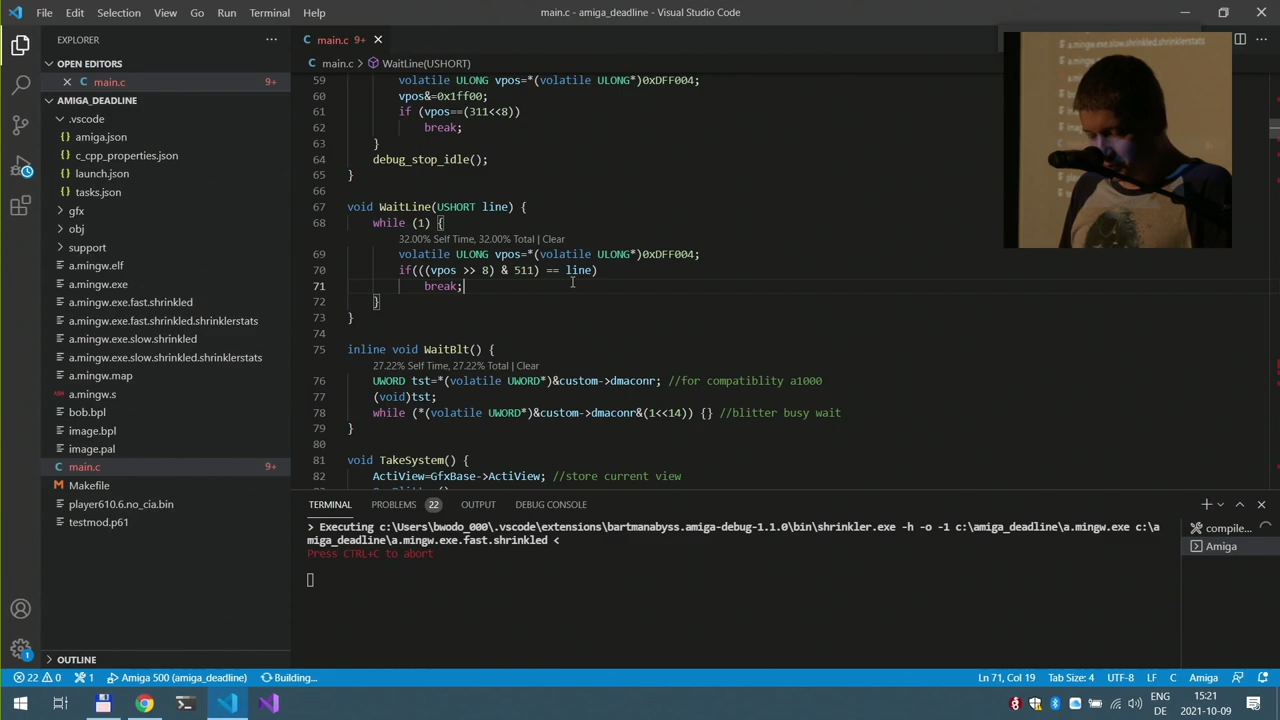 File Edit Selection View Go Run Terminal Help
main.c - amiga_deadline - Visual Studio Code
EXPLORER
OPEN EDITORS
main.c 9+
AMIGA_DEADLINE
.vscode
amiga.json
c_cpp_properties.json
launch.json
tasks.json
gfx
obj
support
a.mingw.elf
a.mingw.exe
a.mingw.exe.fast.shrinkled
a.mingw.exe.fast.shrinkled.shrinklerstats
a.mingw.exe.slow.shrinkled
a.mingw.exe.slow.shrinkled.shrinklerstats
a.mingw.map
a.mingw.s
bob.bpl
image.bpl
image.pal
main.c 9+
Makefile
player610.6.no_cia.bin
testmod.p61
OUTLINE
main.c 9+
main.c > WaitLine(USHORT)
59 volatile ULONG vpos=*(volatile ULONG*)0xDFF004;
60 vpos&=0x1ff00;
61 if (vpos==(311<<8))
62 break;
63 }
64 debug_stop_idle();
65 }
66
67 void WaitLine(USHORT line) {
68 while (1) {
32.00% Self Time, 32.00% Total | Clear
69 volatile ULONG vpos=*(volatile ULONG*)0xDFF004;
70 if(((vpos >> 8) & 511) == line)
71 break;
72 }
73 }
74
75 inline void WaitBlt() {
27.22% Self Time, 27.22% Total | Clear
76 UWORD tst=*(volatile UWORD*)&custom->dmaconr; //for compatiblity a1000
77 (void)tst;
78 while (*(volatile UWORD*)&custom->dmaconr&(1<<14)) {} //blitter busy wait
79 }
80
81 void TakeSystem() {
82 ActiView=GfxBase->ActiView; //store current view
a.mingw.exe.slow.shrinkled.shrinklerstats
TERMINAL PROBLEMS 22 OUTPUT DEBUG CONSOLE
> Executing c:\Users\bwodo_000\.vscode\extensions\bartmanabyss.amiga-debug-1.1.0\bin\shrinkler.exe -h -o -1 c:\amiga_deadline\a.mingw.exe c:\a
miga_deadline\a.mingw.exe.fast.shrinkled <
Press CTRL+C to abort
compile...
Amiga
22 0 1 Amiga 500 (amiga_deadline) Building... Ln 71, Col 19 Tab Size: 4 UTF-8 LF C Amiga
ENG 15:21
DE 2021-10-09